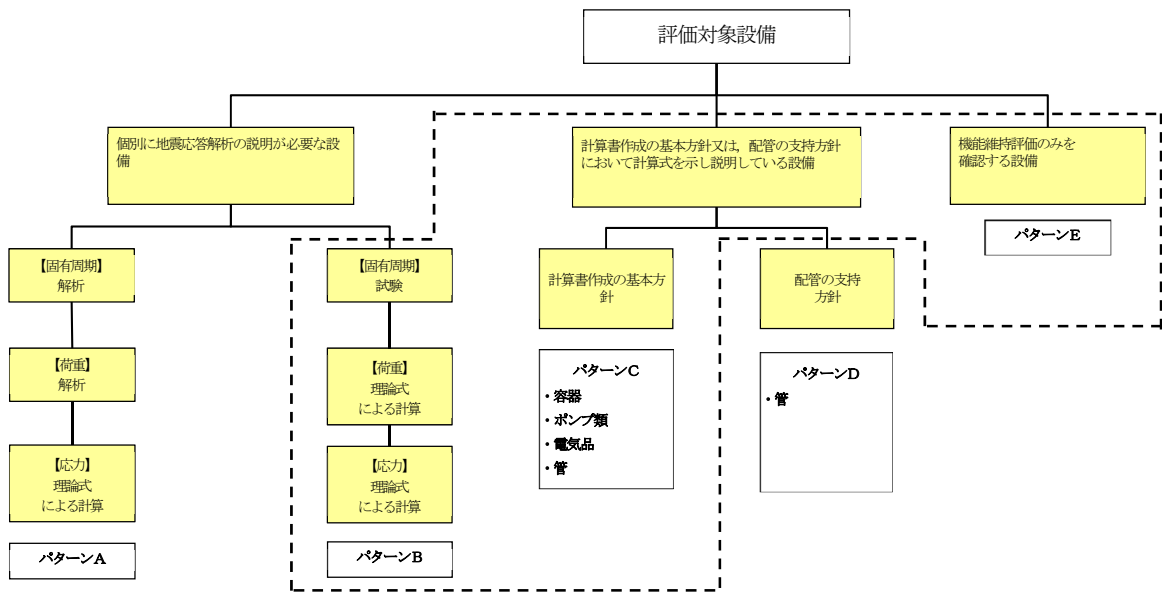 評価対象設備
個別に地震応答解析の説明が必要な設
備
計算書作成の基本方針又は，配管の支持方針
において計算式を示し説明している設備
機能維持評価のみを
確認する設備
パターンE
【固有周期】
解析
【固有周期】
試験
計算書作成の基本方
針
配管の支持
方針
【荷重】
解析
【荷重】
理論式
による計算
パターンC
・容器
・ポンプ類
・電気品
・管
パターンD
・管
【応力】
理論式
による計算
【応力】
理論式
による計算
パターンA
パターンB